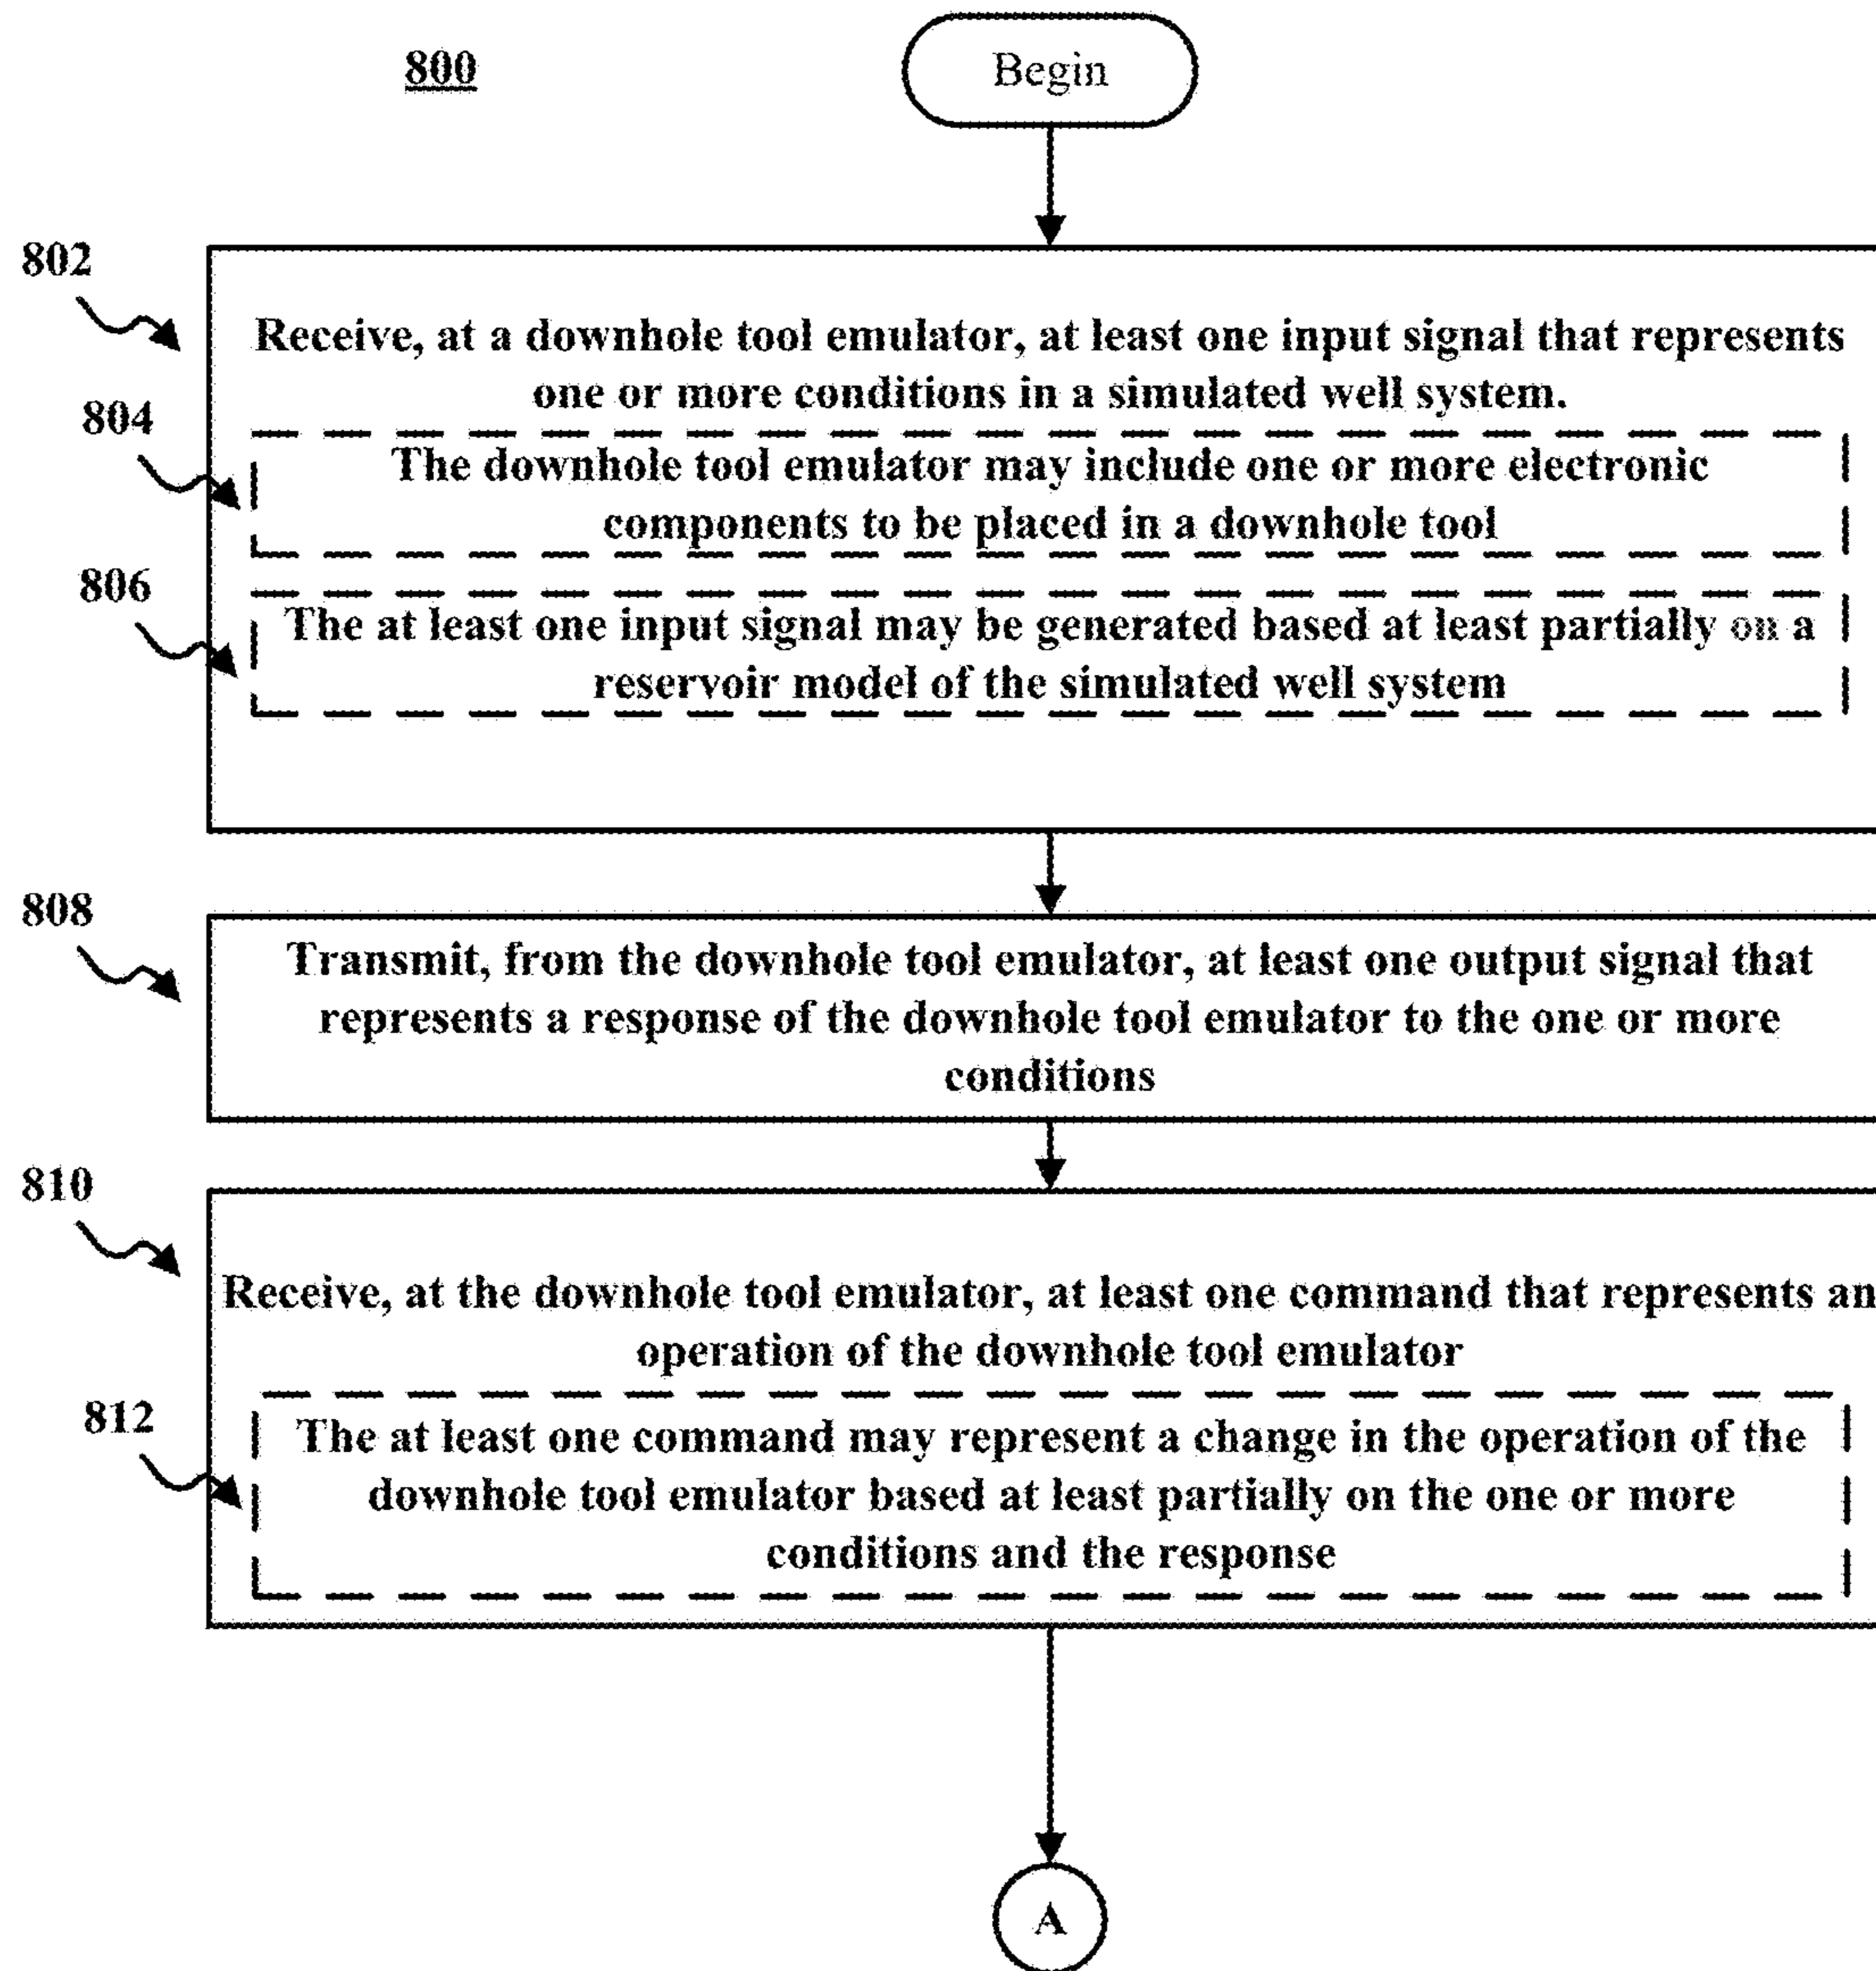 800
Begin
802
Receive, at a downhole tool emulator, at least one input signal that represents
one or more conditions in a simulated well system.
804
The downhole tool emulator may include one or more electronic
components to be placed in a downhole tool
806
The at least one input signal may be generated based at least partially on a
reservoir model of the simulated well system
808
Transmit, from the downhole tool emulator, at least one output signal that
represents a response of the downhole tool emulator to the one or more
conditions
810
Receive, at the downhole tool emulator, at least one command that represents an
operation of the downhole tool emulator
812
The at least one command may represent a change in the operation of the
downhole tool emulator based at least partially on the one or more
conditions and the response
A